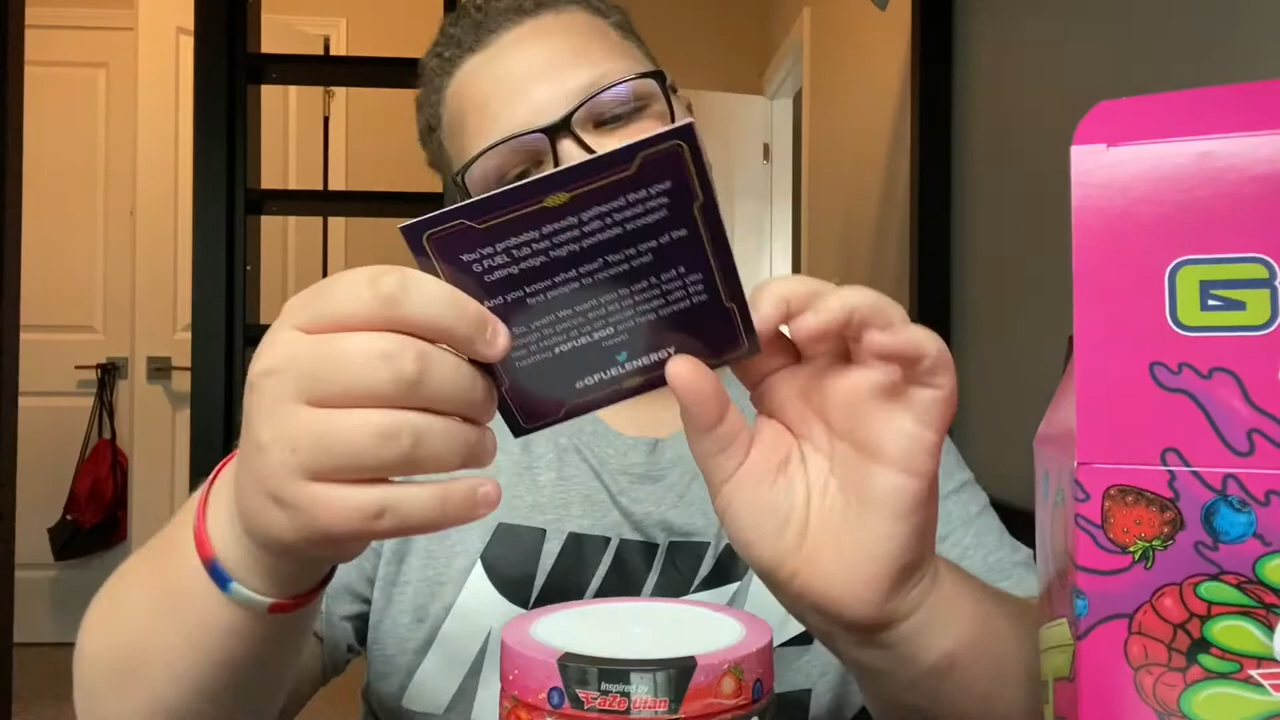 You've probably already gathered that your
G FUEL Tub has come with a brand-new,
cutting-edge, highly-portable scooper!
And you know what else? You're one of the
first people to receive one!
So, yeah! We want you to use it, put it
rough its paces, and let us know how you
like it! Holler at us on social media with the
hashtag #GFUEL2GO and help spread the
news!
@GFUELENERGY
G
Inspired by
FaZe Clan